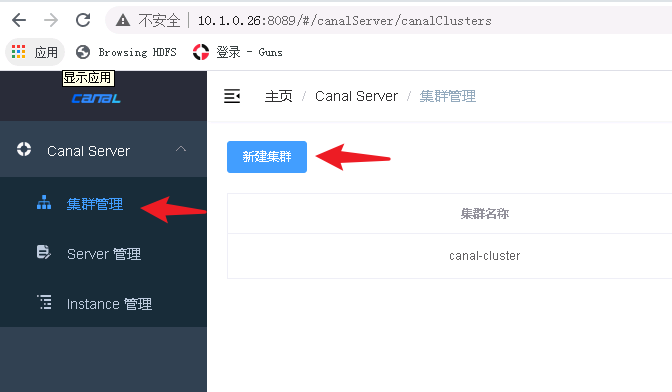 不安全 10.1.0.26:8089/#/canalServer/canalClusters
应用 Browsing HDFS 登录 - Guns
显示应用
CANAL
主页 / Canal Server / 集群管理
Canal Server
新建集群
集群管理
集群名称
Server 管理
canal-cluster
Instance 管理